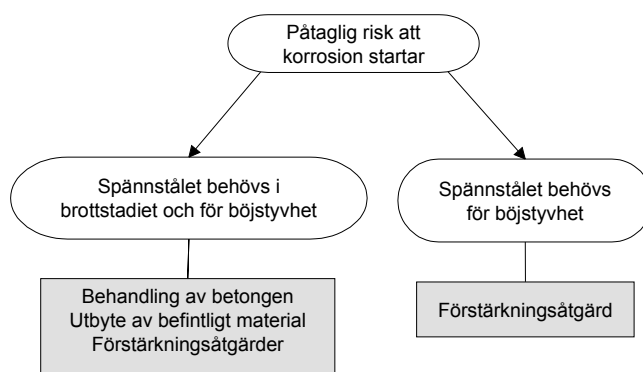 Påtaglig risk att
korrosion startar
Spännstålet behövs i
brottstadiet och för böjstyvhet
Spännstålet behövs
för böjstyvhet
Behandling av betongen
Utbyte av befintligt material
Förstärkningsåtgärder
Förstärkningsåtgärd